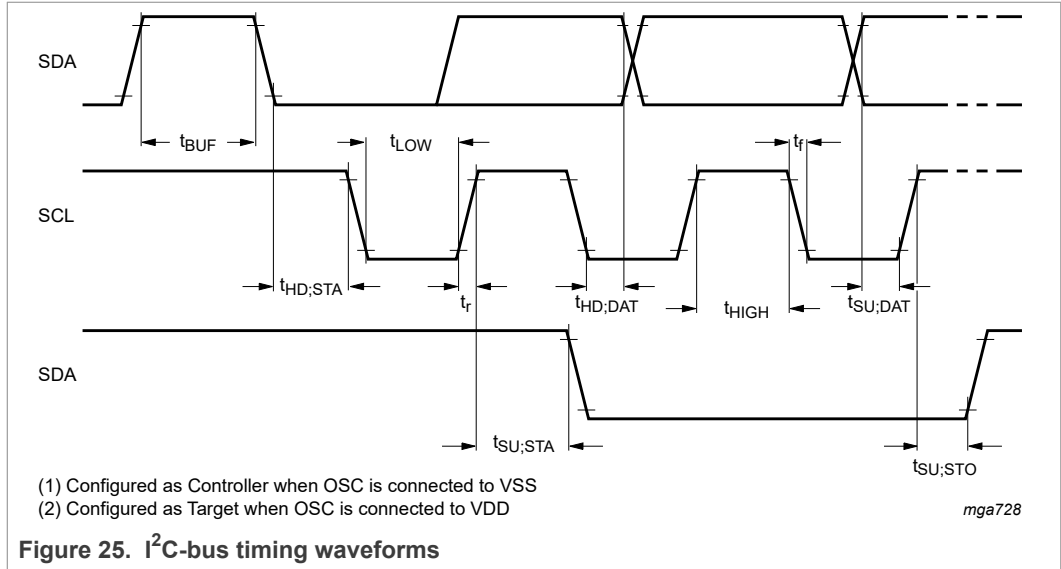 SDA
tBUF
tLOW
tf
SCL
tHD;STA
tr
tHD;DAT
tHIGH
tSU;DAT
SDA
tSU;STA
tSU;STO
(1) Configured as Controller when OSC is connected to VSS
(2) Configured as Target when OSC is connected to VDD
mga728
Figure 25. I²C-bus timing waveforms